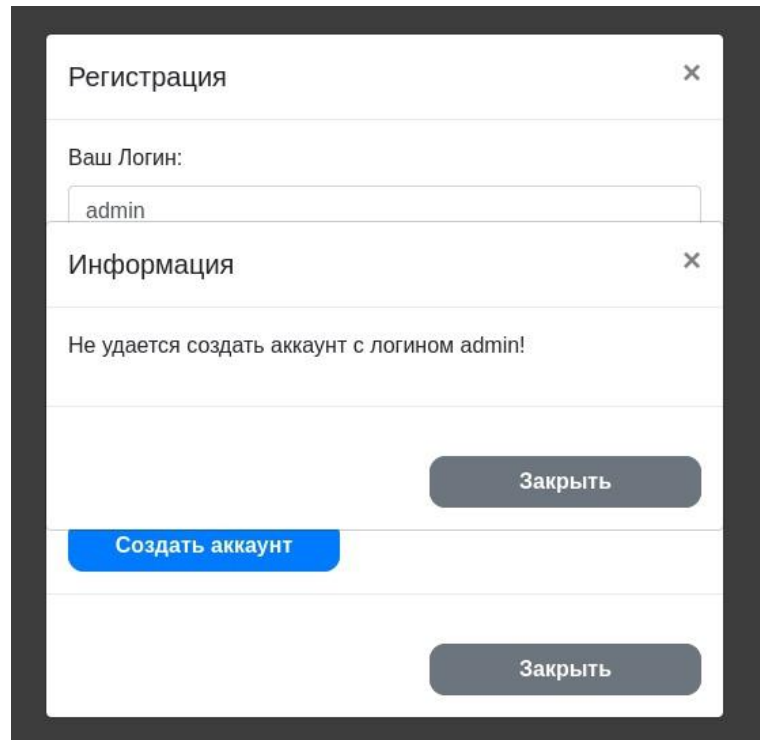 Регистрация
×
Ваш Логин:
admin
Информация
×
Не удается создать аккаунт с логином admin!
Закрыть
Создать аккаунт
Закрыть